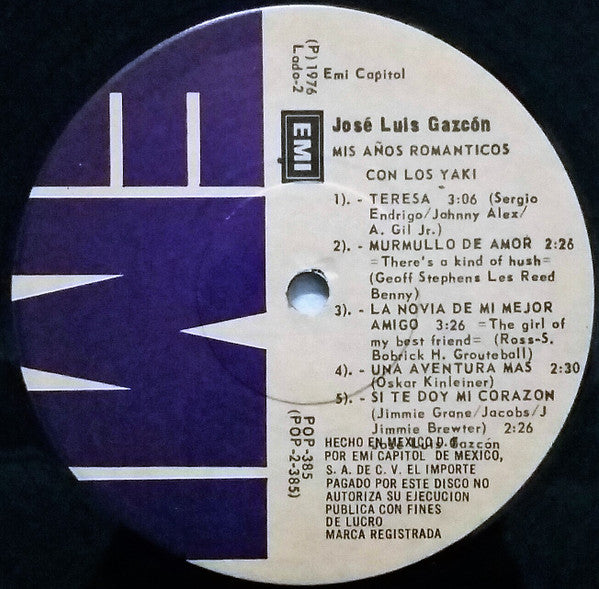 (P) 1976
Lado-2
Emi Capitol
EMI
José Luis Gazcón
MIS AÑOS ROMANTICOS
CON LOS YAKI
1). - TERESA 3:06 (Sergio
Endrigo/Johnny Alex/
A. Gil Jr.)
2). - MURMULLO DE AMOR 2:26
=There's a kind of hush=
(Geoff Stephens Les Reed
Benny)
3). - LA NOVIA DE MI MEJOR
AMIGO 3:26 =The girl of
my best friend= (Ross-S.
Bobrick H. Grouteball)
4). - UNA AVENTURA MAS 2:30
(Oskar Kinleiner)
5). - SI TE DOY MI CORAZON
(Jimmie Grane/Jacobs/J
Jimmie Brewter) 2:26
José Luis Gazcón
HECHO EN MEXICO D.F.
POR EMI CAPITOL DE MEXICO,
S. A. DE C. V. EL IMPORTE
PAGADO POR ESTE DISCO NO
AUTORIZA SU EJECUCION
PUBLICA CON FINES
DE LUCRO
MARCA REGISTRADA
POP-385
(POP-2-385)